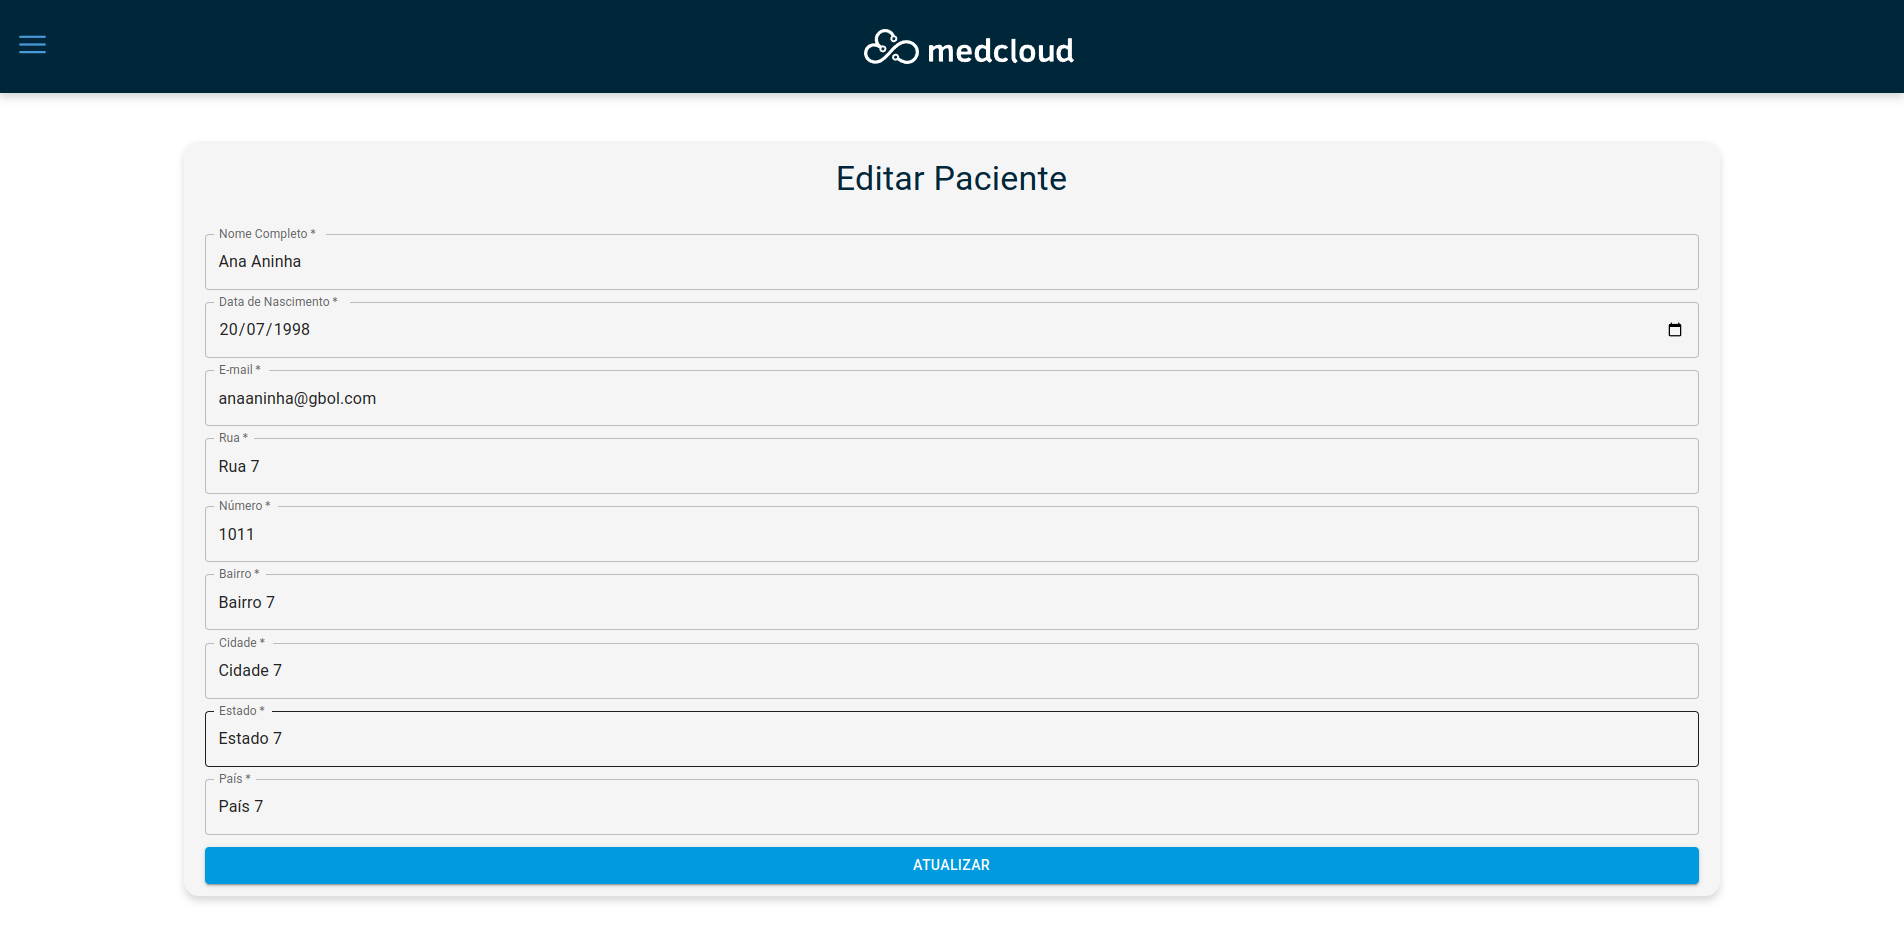 medcloud
Editar Paciente
Nome Completo *
Ana Aninha
Data de Nascimento *
20/07/1998
E-mail *
anaaninha@gbol.com
Rua *
Rua 7
Número *
1011
Bairro *
Bairro 7
Cidade *
Cidade 7
Estado *
Estado 7
País *
País 7
ATUALIZAR